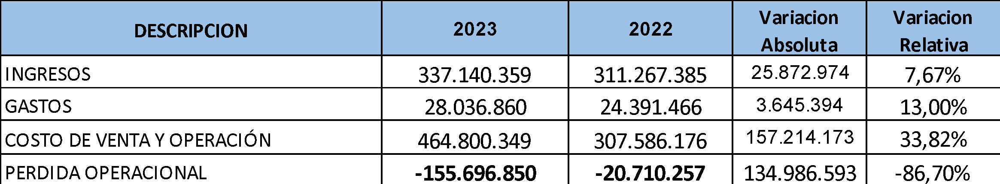 DESCRIPCION 2023 2022 Variacion Absoluta Variacion Relativa
INGRESOS 337.140.359 311.267.385 25.872.974 7,67%
GASTOS 28.036.860 24.391.466 3.645.394 13,00%
COSTO DE VENTA Y OPERACIÓN 464.800.349 307.586.176 157.214.173 33,82%
PERDIDA OPERACIONAL -155.696.850 -20.710.257 134.986.593 -86,70%